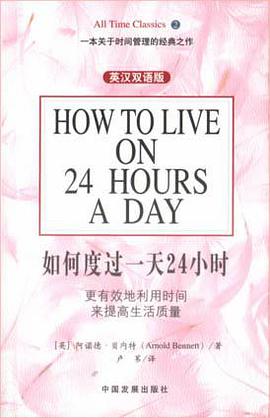 All Time Classics 2
一本关于时间管理的经典之作
英汉双语版
HOW TO LIVE
ON
24 HOURS
A DAY
如何度过一天24小时
更有效地利用时间
来提高生活质量
[英] 阿诺德·贝内特 (Arnold Bennett) /著
卢苇/译
中国发展出版社